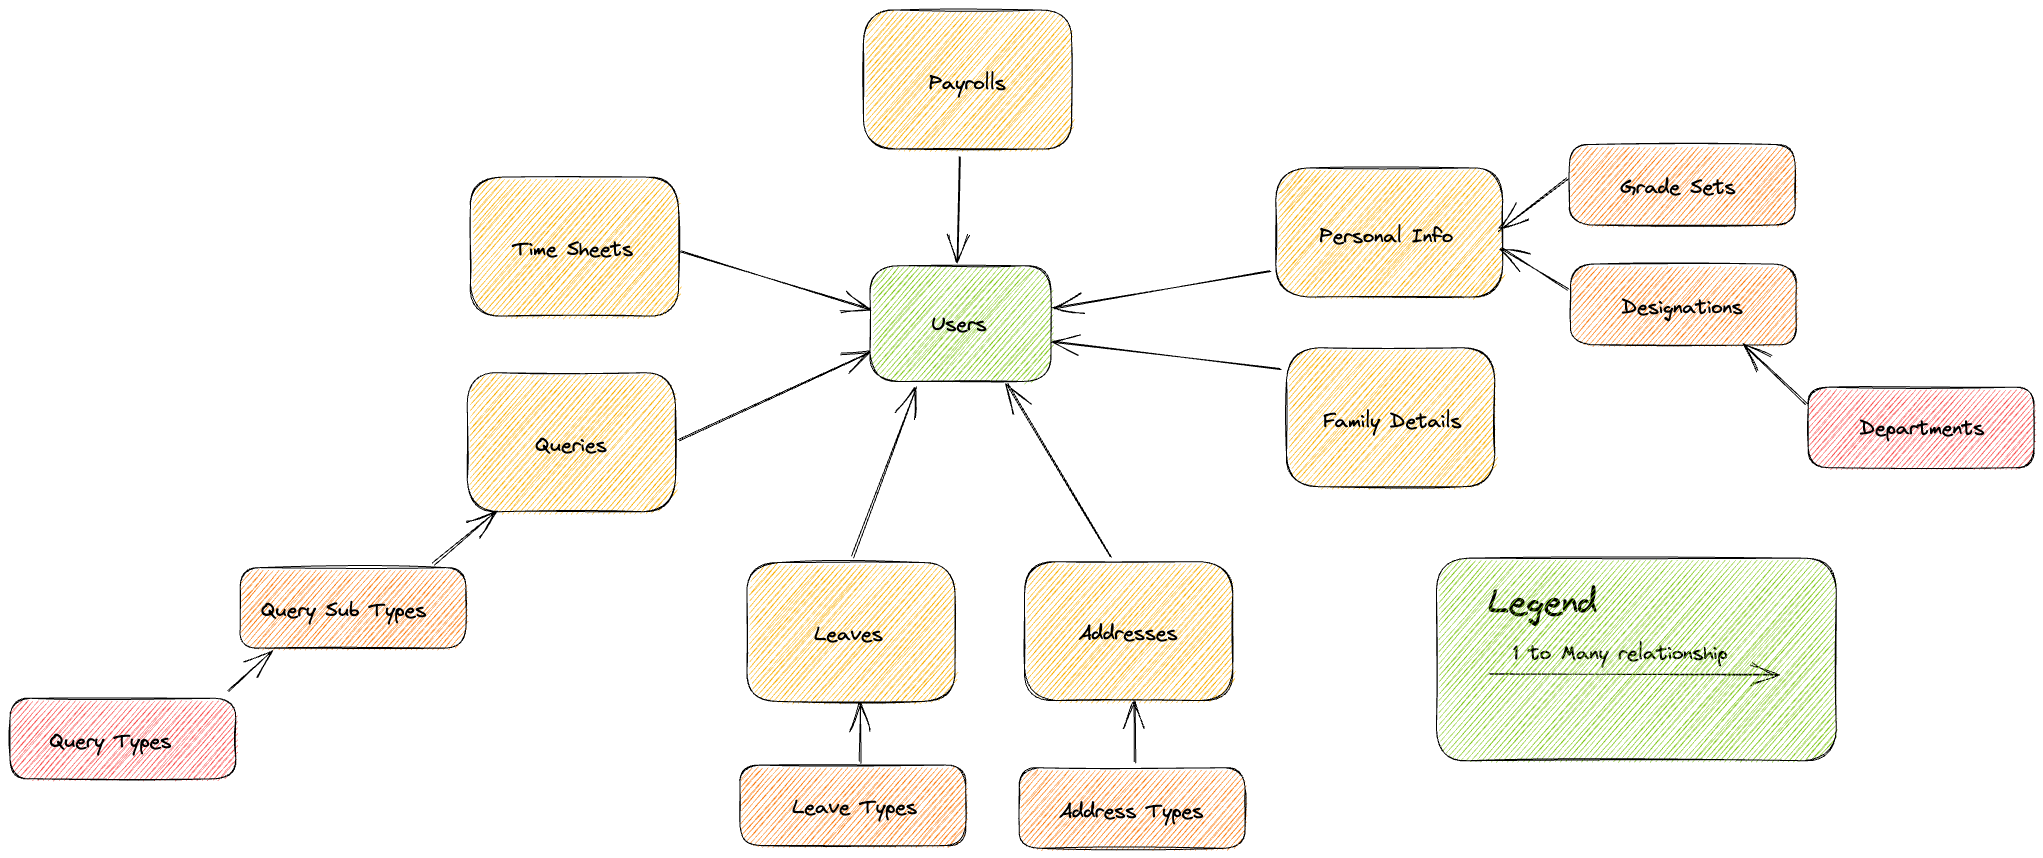 Payrolls
Time Sheets
Personal Info
Grade Sets
Designations
Users
Queries
Family Details
Departments
Query Sub Types
Leaves
Addresses
Query Types
Leave Types
Address Types
Legend
1 to Many relationship